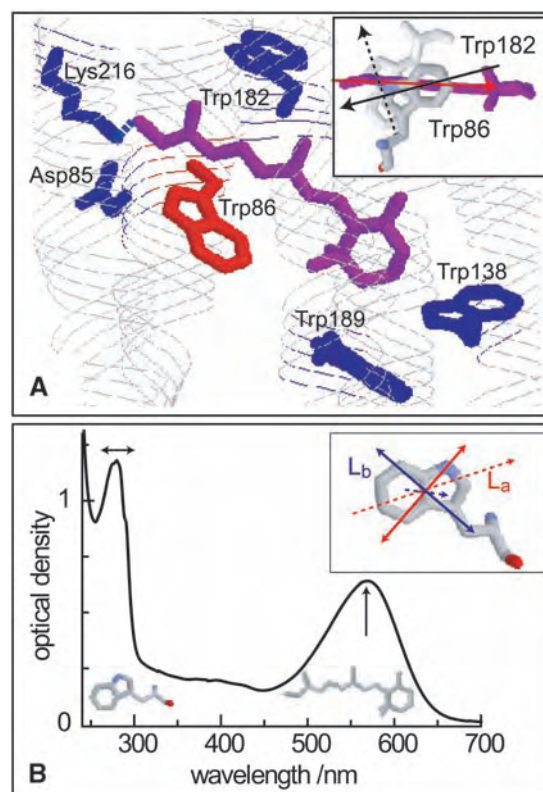 Lys216
Trp182
Trp182
Trp86
Asp85
Trp86
Trp138
Trp189
A
optical density
1
0
L_b
L_a
300
400
500
600
700
wavelength /nm
B